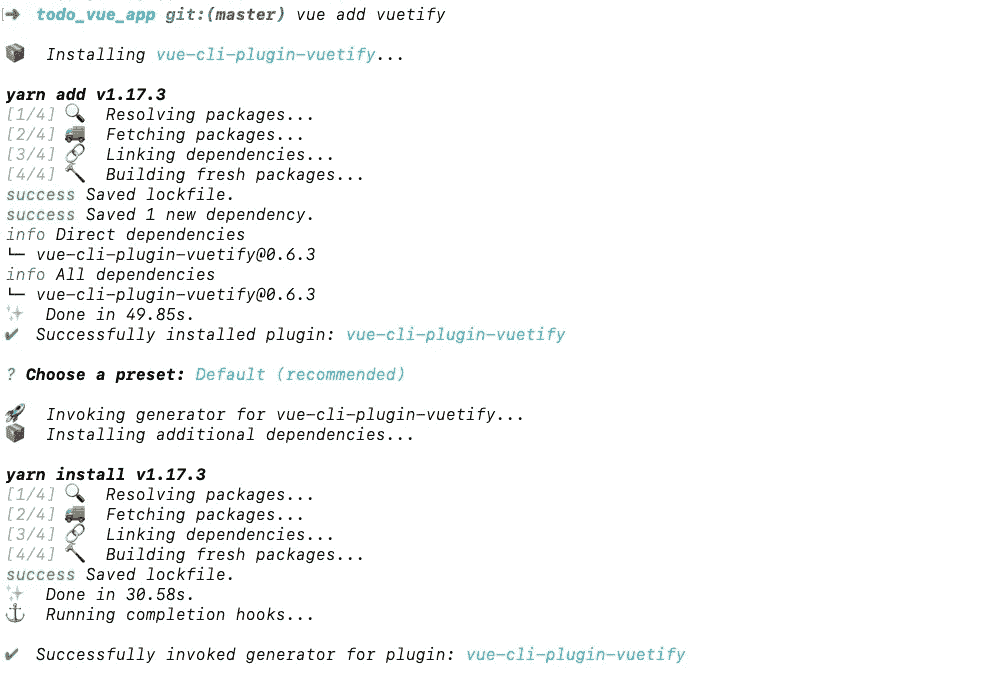 ➜ todo_vue_app git:(master) vue add vuetify
📦 Installing vue-cli-plugin-vuetify...
yarn add v1.17.3
[1/4] 🔍 Resolving packages...
[2/4] 🚚 Fetching packages...
[3/4] 🔗 Linking dependencies...
[4/4] 🔨 Building fresh packages...
success Saved lockfile.
success Saved 1 new dependency.
info Direct dependencies
└─ vue-cli-plugin-vuetify@0.6.3
info All dependencies
└─ vue-cli-plugin-vuetify@0.6.3
✨ Done in 49.85s.
✔ Successfully installed plugin: vue-cli-plugin-vuetify
? Choose a preset: Default (recommended)
🚀 Invoking generator for vue-cli-plugin-vuetify...
📦 Installing additional dependencies...
yarn install v1.17.3
[1/4] 🔍 Resolving packages...
[2/4] 🚚 Fetching packages...
[3/4] 🔗 Linking dependencies...
[4/4] 🔨 Building fresh packages...
success Saved lockfile.
✨ Done in 30.58s.
⚓ Running completion hooks...
✔ Successfully invoked generator for plugin: vue-cli-plugin-vuetify